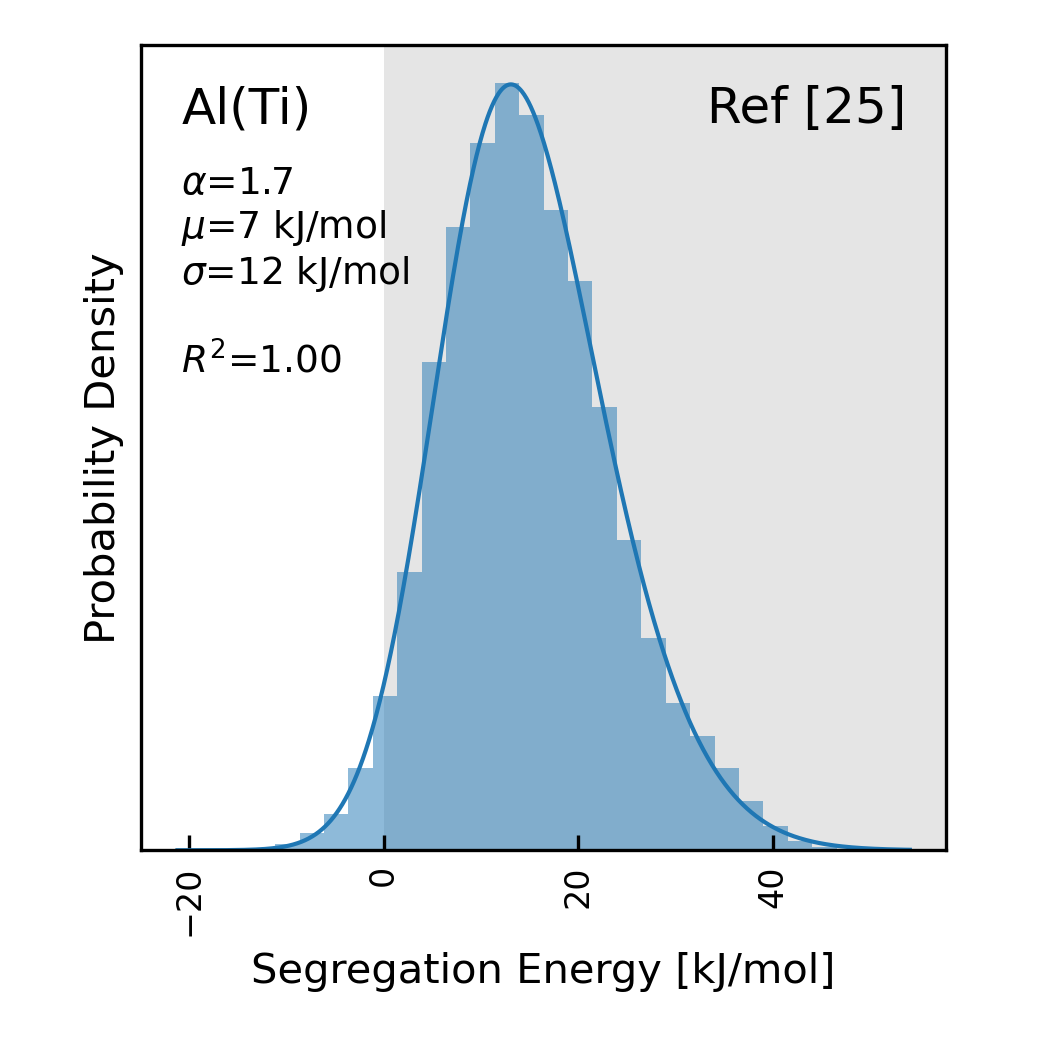 Al(Ti)
Ref [25]
α=1.7
μ=7 kJ/mol
σ=12 kJ/mol
R²=1.00
Probability Density
−20
0
20
40
Segregation Energy [kJ/mol]